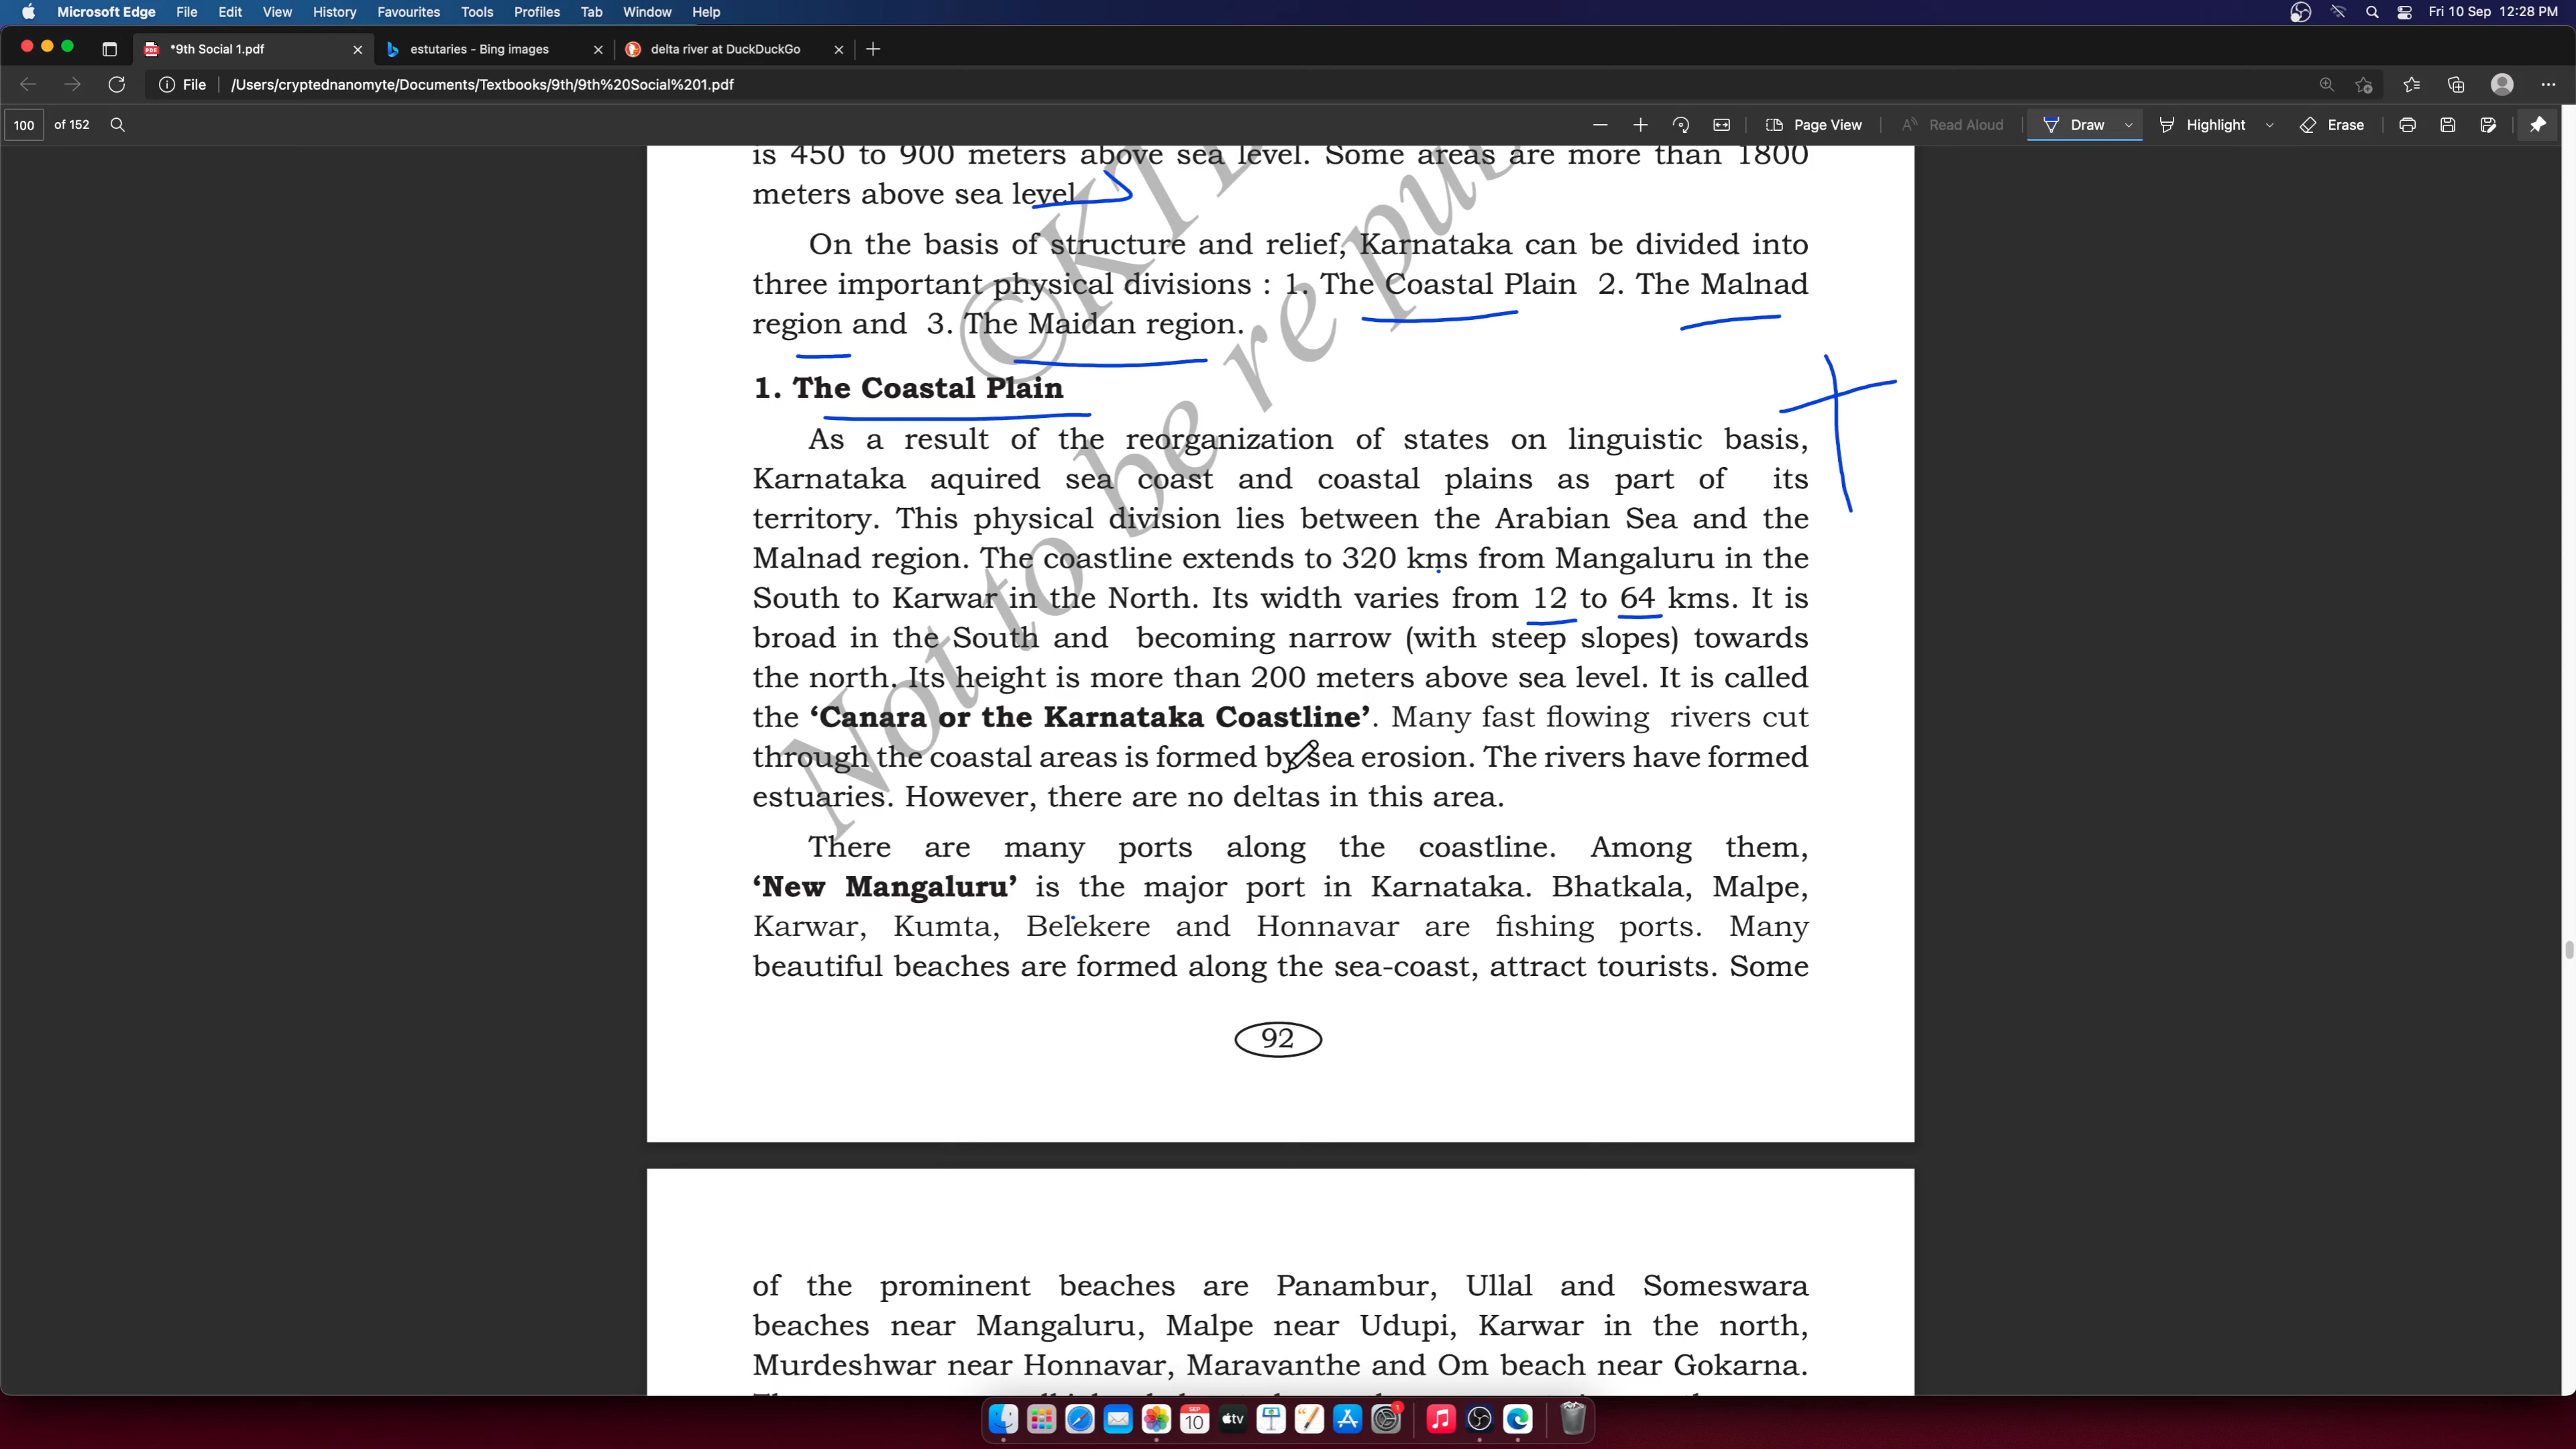 Microsoft Edge File Edit View History Favourites Tools Profiles Tab Window Help Fri 10 Sep 12:28 PM
*9th Social 1.pdf estutaries - Bing images delta river at DuckDuckGo
File /Users/cryptednanomyte/Documents/Textbooks/9th/9th%20Social%201.pdf
100 of 152 Page View Read Aloud Draw Highlight Erase
is 450 to 900 meters above sea level. Some areas are more than 1800
meters above sea level
On the basis of structure and relief, Karnataka can be divided into
three important physical divisions : 1. The Coastal Plain 2. The Malnad
region and 3. The Maidan region.
1. The Coastal Plain
As a result of the reorganization of states on linguistic basis,
Karnataka aquired sea coast and coastal plains as part of its
territory. This physical division lies between the Arabian Sea and the
Malnad region. The coastline extends to 320 kms from Mangaluru in the
South to Karwar in the North. Its width varies from 12 to 64 kms. It is
broad in the South and becoming narrow (with steep slopes) towards
the north. Its height is more than 200 meters above sea level. It is called
the ‘Canara or the Karnataka Coastline’. Many fast flowing rivers cut
through the coastal areas is formed by sea erosion. The rivers have formed
estuaries. However, there are no deltas in this area.
There are many ports along the coastline. Among them,
‘New Mangaluru’ is the major port in Karnataka. Bhatkala, Malpe,
Karwar, Kumta, Belekere and Honnavar are fishing ports. Many
beautiful beaches are formed along the sea-coast, attract tourists. Some
92
of the prominent beaches are Panambur, Ullal and Someswara
beaches near Mangaluru, Malpe near Udupi, Karwar in the north,
Murdeshwar near Honnavar, Maravanthe and Om beach near Gokarna.
©KT
Not to be re pu
SEP
10
tv
1